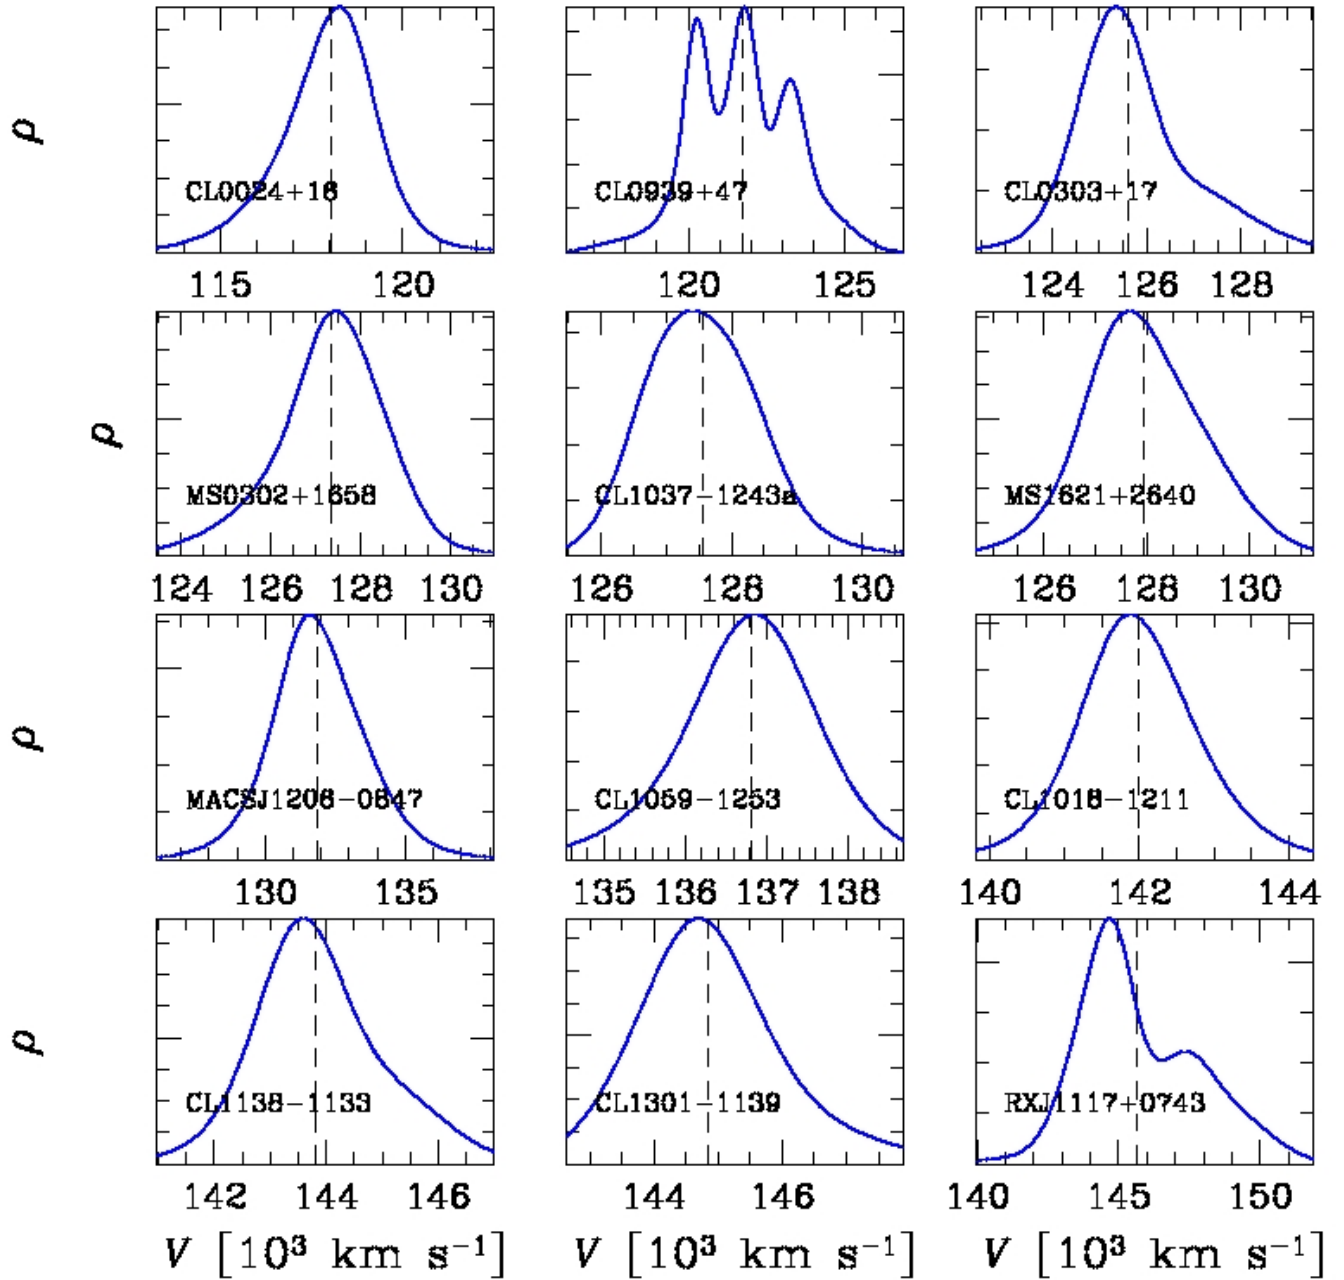 ρ
CL0024+16 CL0939+47 CL0303+17
115 120 120 125 124 126 128
ρ
MS0302+1658 CL1037−1243a MS1621+2640
124 126 128 130 126 128 130 126 128 130
ρ
MACSJ1206−0847 CL1059−1253 CL1018−1211
130 135 135 136 137 138 140 142 144
ρ
CL1138−1133 CL1301−1139 RXJ1117+0743
142 144 146 144 146 140 145 150
V [10³ km s⁻¹] V [10³ km s⁻¹] V [10³ km s⁻¹]